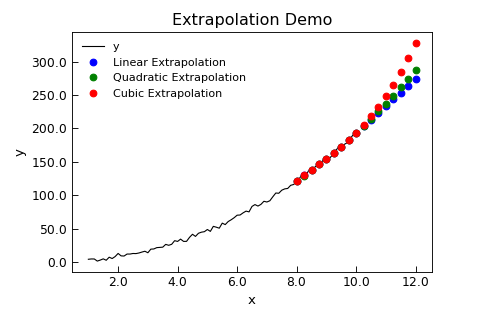 Extrapolation Demo
y
Linear Extrapolation
Quadratic Extrapolation
Cubic Extrapolation
300.0
250.0
200.0
150.0
100.0
50.0
0.0
y
2.0 4.0 6.0 8.0 10.0 12.0
x